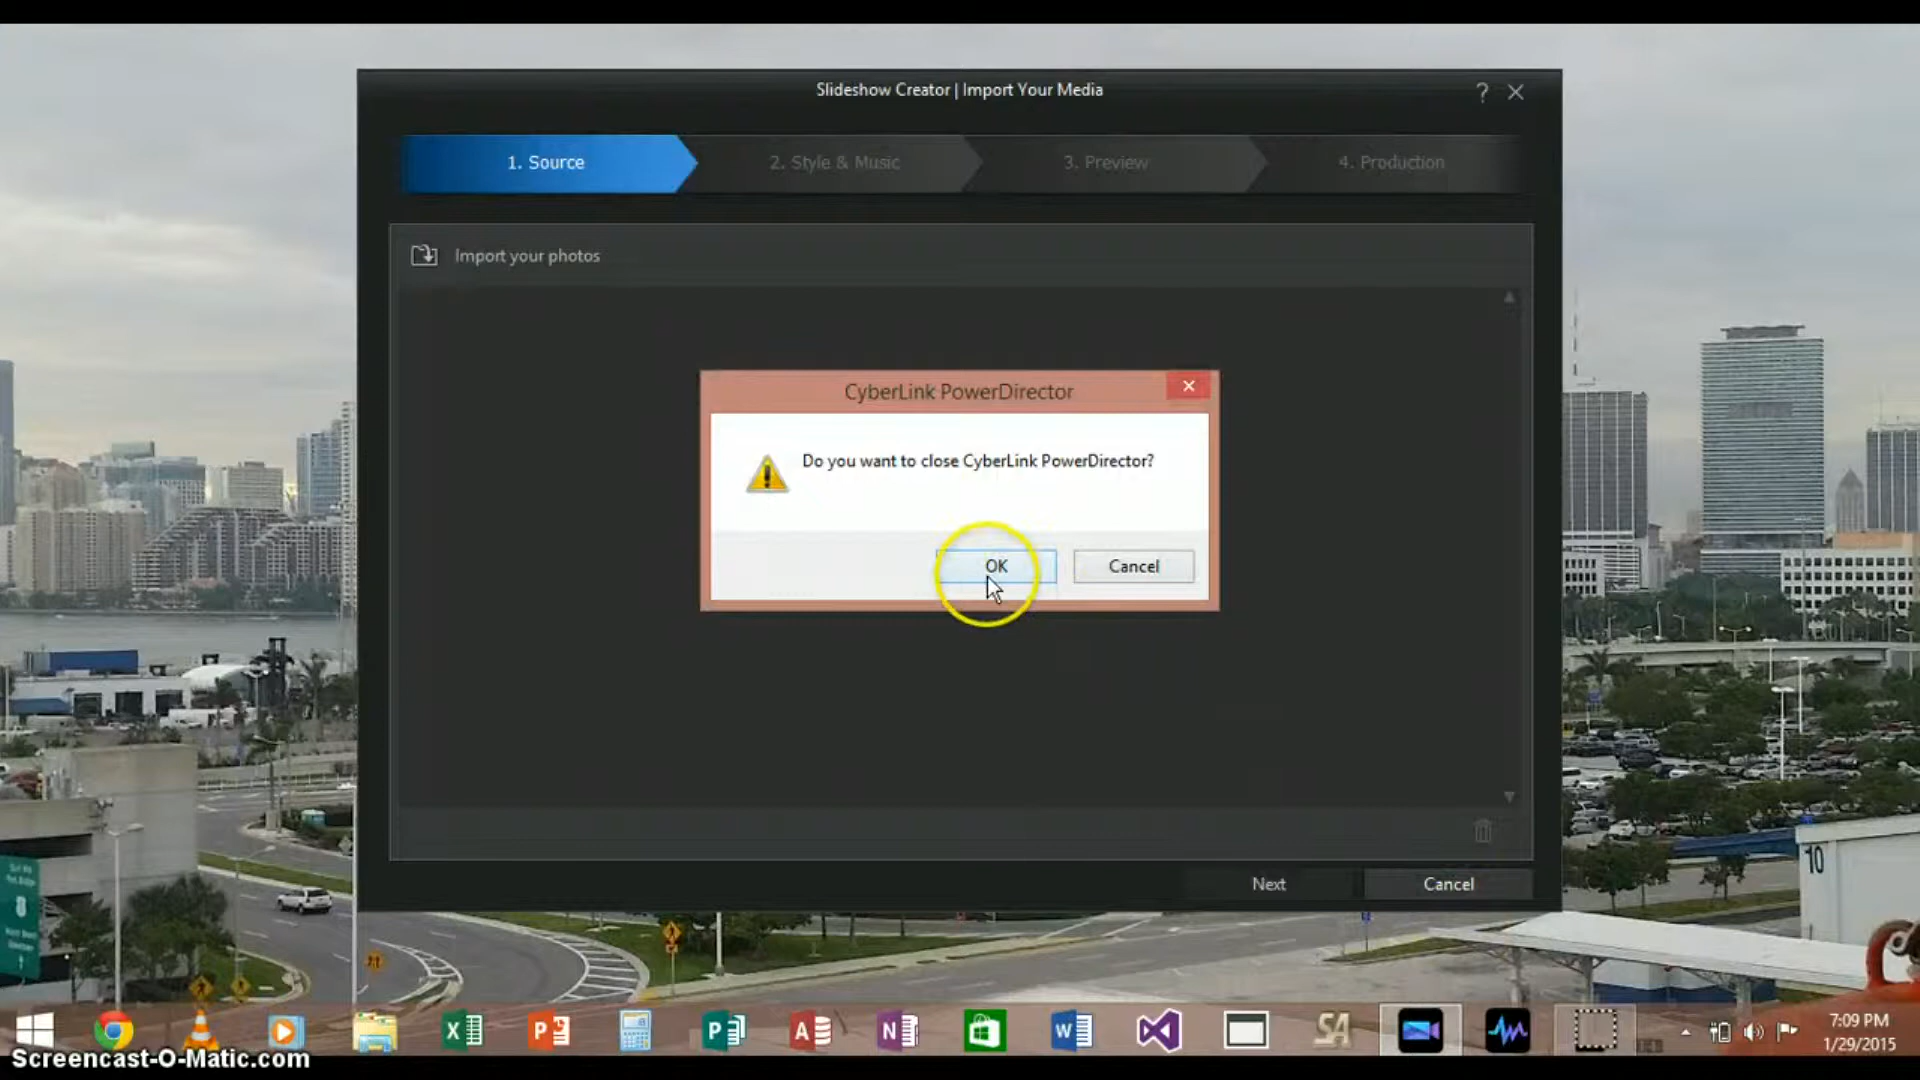 Slideshow Creator | Import Your Media
?
1. Source
2. Style & Music
3. Preview
4. Production
Import your photos
CyberLink PowerDirector
Do you want to close CyberLink PowerDirector?
OK
Cancel
Next
Cancel
10
8
7:09 PM
1/29/2015
Screencast-O-Matic.com